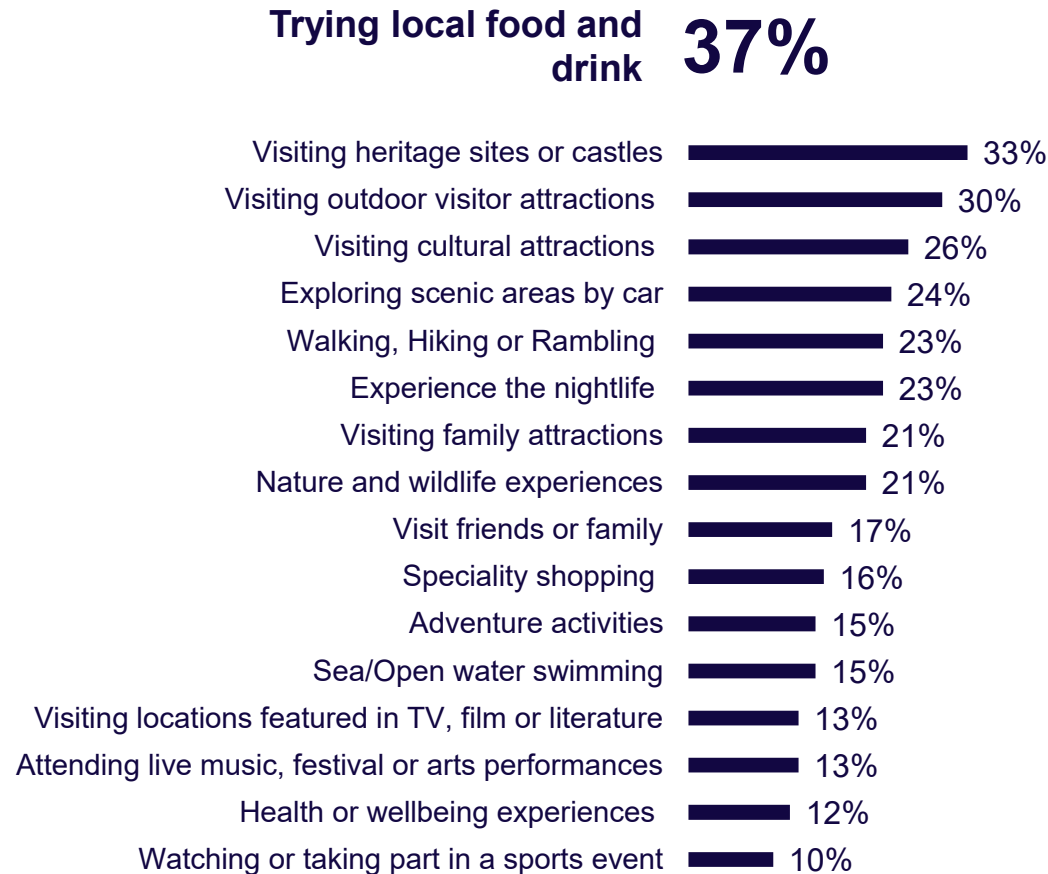 Trying local food and
drink
37%
Visiting heritage sites or castles 33%
Visiting outdoor visitor attractions 30%
Visiting cultural attractions 26%
Exploring scenic areas by car 24%
Walking, Hiking or Rambling 23%
Experience the nightlife 23%
Visiting family attractions 21%
Nature and wildlife experiences 21%
Visit friends or family 17%
Speciality shopping 16%
Adventure activities 15%
Sea/Open water swimming 15%
Visiting locations featured in TV, film or literature 13%
Attending live music, festival or arts performances 13%
Health or wellbeing experiences 12%
Watching or taking part in a sports event 10%